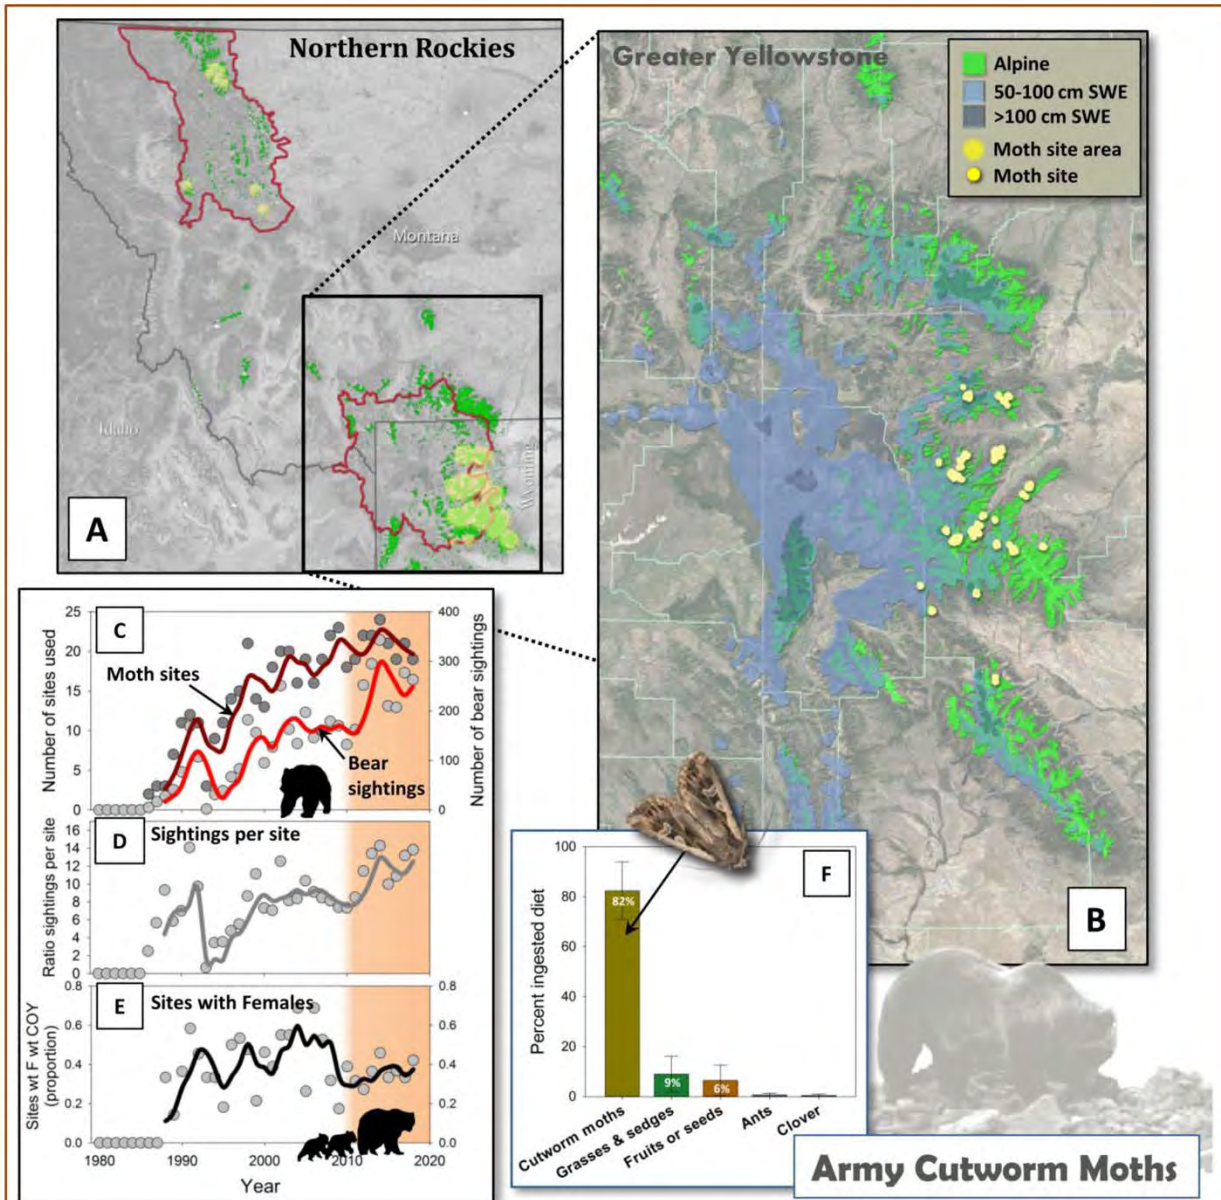 Northern Rockies
Montana
Idaho
Wyoming
A
Greater Yellowstone
Alpine
50-100 cm SWE
>100 cm SWE
Moth site area
Moth site
B
C
Moth sites
Bear
sightings
Number of sites used
Number of bear sightings
25
20
15
10
5
0
400
300
200
100
0
D
Sightings per site
Ratio sightings per site
16
14
12
10
8
6
4
2
0
E
Sites with Females
Sites wt F wt COY
(proportion)
0.8
0.6
0.4
0.2
0.0
0.8
0.6
0.4
0.2
0.0
1980
1990
2000
2010
2020
Year
F
Percent ingested diet
100
80
60
40
20
0
82%
9%
6%
Cutworm moths
Grasses & sedges
Fruits or seeds
Ants
Clover
Army Cutworm Moths